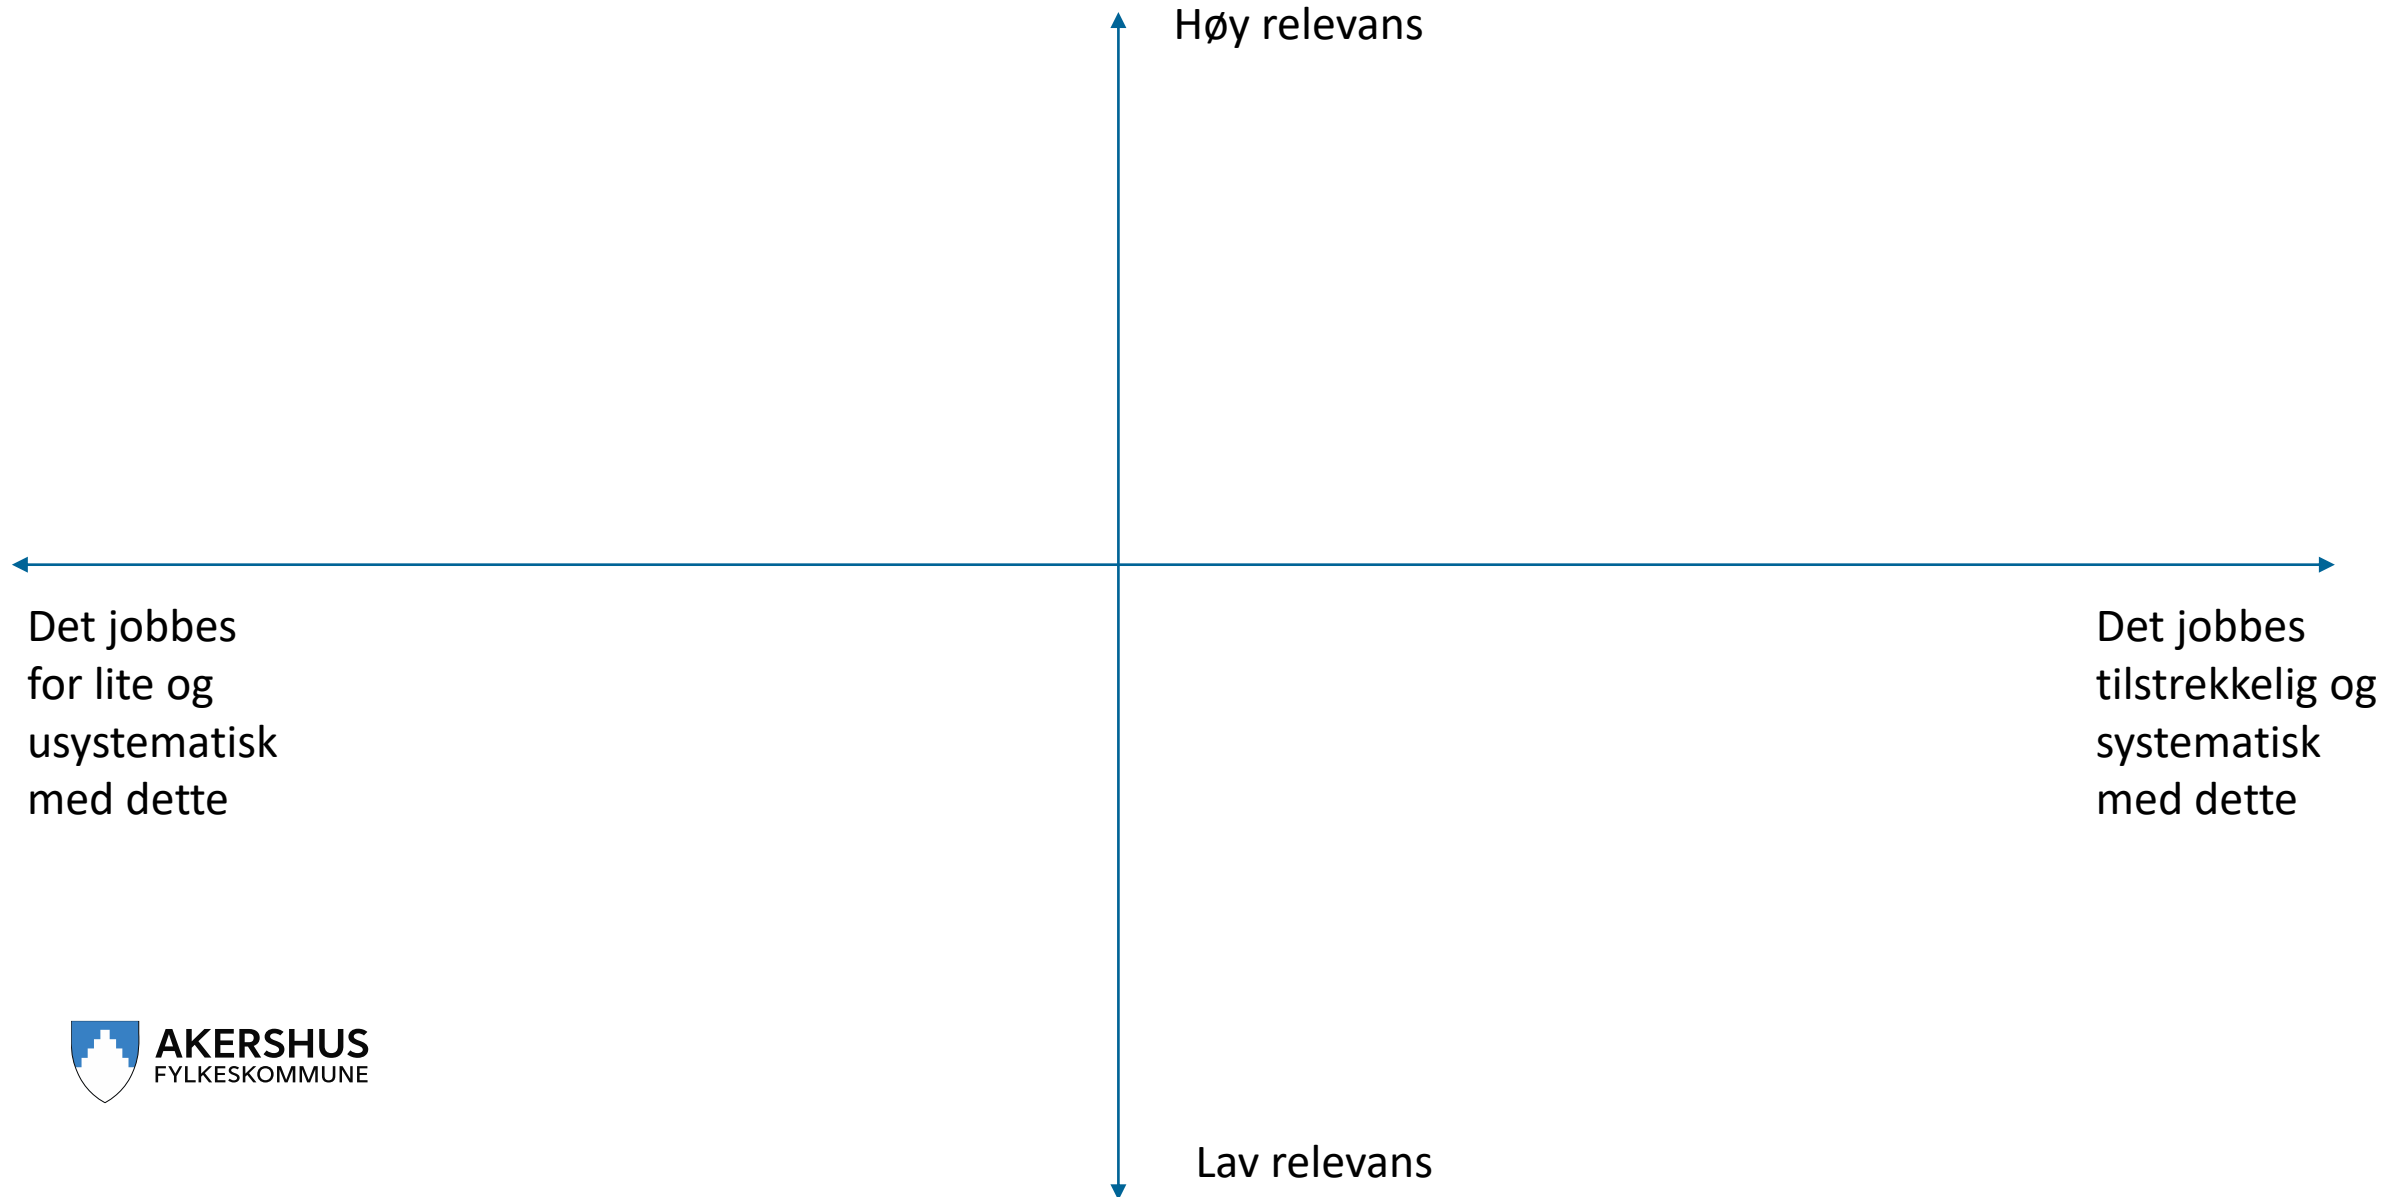 Høy relevans
Det jobbes
for lite og
usystematisk
med dette
Det jobbes
tilstrekkelig og
systematisk
med dette
AKERSHUS
FYLKESKOMMUNE
Lav relevans